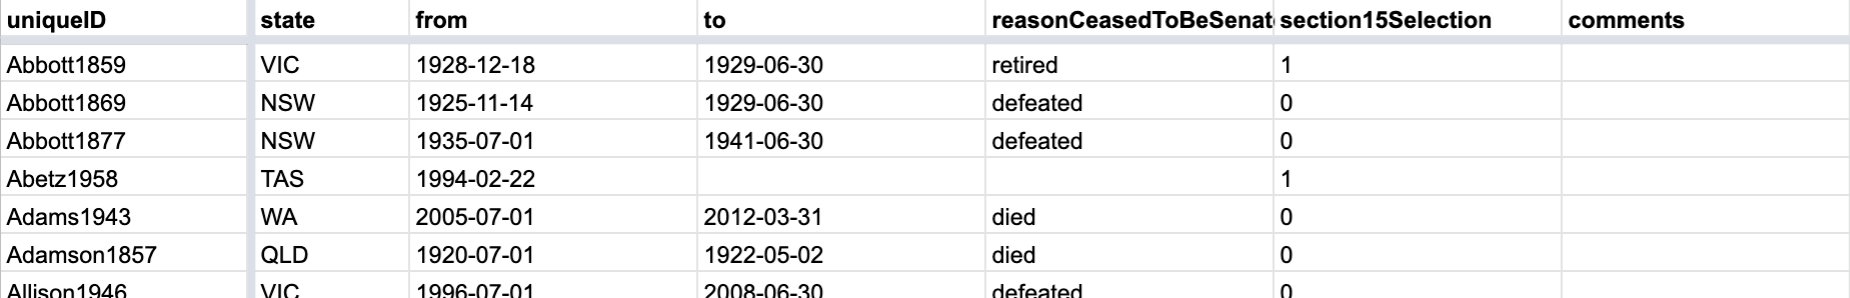 uniqueID state from to reasonCeasedToBeSenat section15Selection comments
Abbott1859 VIC 1928-12-18 1929-06-30 retired 1
Abbott1869 NSW 1925-11-14 1929-06-30 defeated 0
Abbott1877 NSW 1935-07-01 1941-06-30 defeated 0
Abetz1958 TAS 1994-02-22 1
Adams1943 WA 2005-07-01 2012-03-31 died 0
Adamson1857 QLD 1920-07-01 1922-05-02 died 0
Allison1946 VIC 1996-07-01 2008-06-30 defeated 0